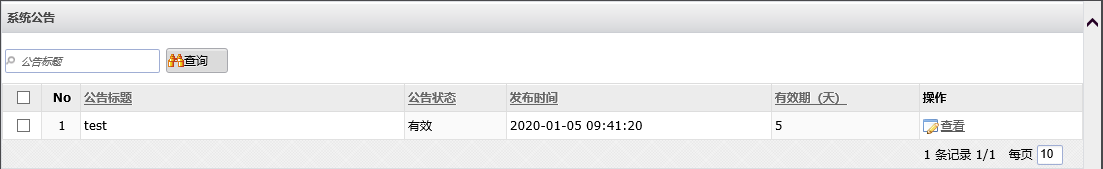 系统公告
公告标题 查询
No 公告标题 公告状态 发布时间 有效期（天） 操作
1 test 有效 2020-01-05 09:41:20 5 查看
1 条记录 1/1 每页 10